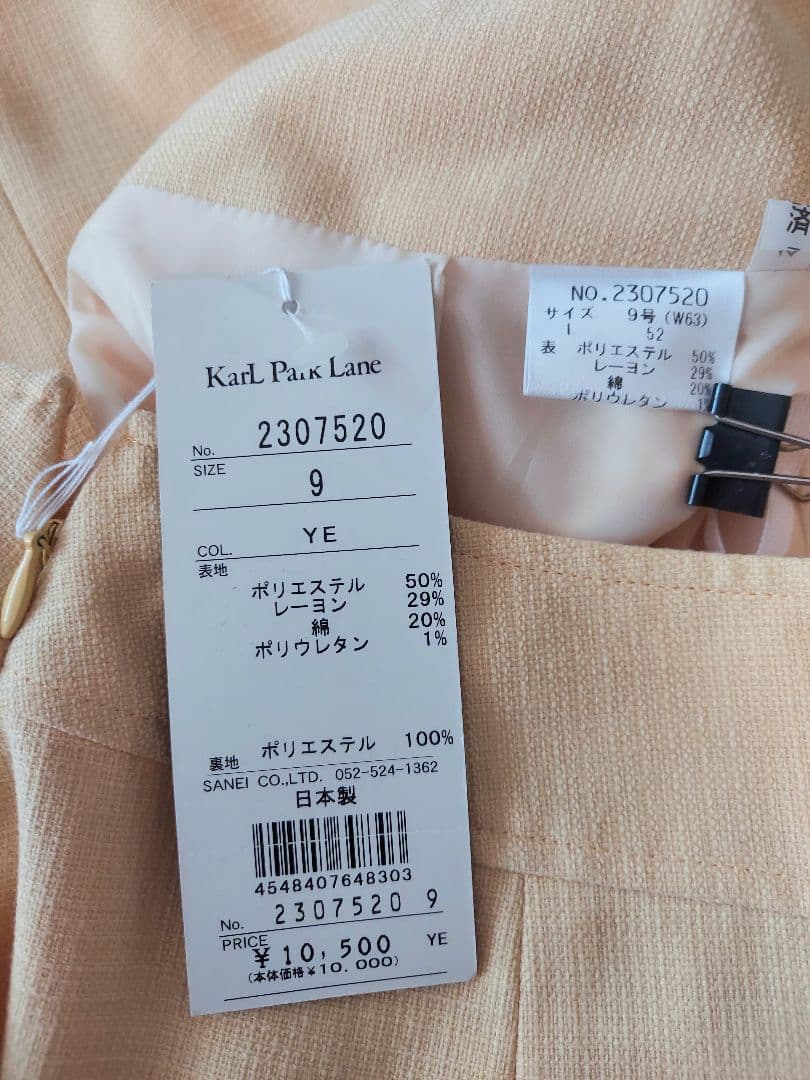 KarL Park Lane
No. 2307520
SIZE 9
COL. YE
表地
ポリエステル 50%
レーヨン 29%
綿 20%
ポリウレタン 1%
裏地 ポリエステル 100%
SANEI CO.,LTD. 052-524-1362
日本製
4548407648303
No. 2307520 9
PRICE ¥10,500 YE
(本体価格¥10.000)
NO.2307520
サイズ 9号(W63)
52
表 ポリエステル 50%
レーヨン 29%
綿 20%
ポリウレタン 1%
済